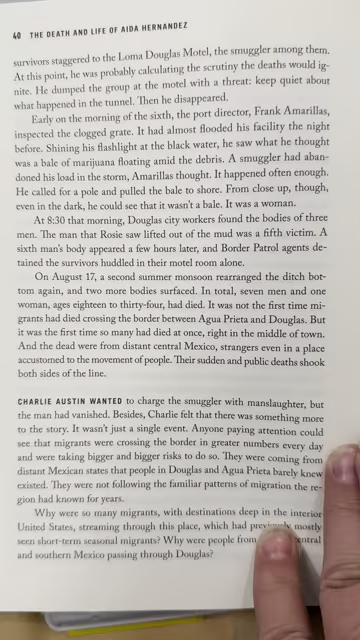 40 THE DEATH AND LIFE OF AIDA HERNANDEZ
survivors staggered to the Loma Douglas Motel, the smuggler among them.
At this point, he was probably calculating the scrutiny the deaths would ig-
nite. He dumped the group at the motel with a threat: keep quiet about
what happened in the tunnel. Then he disappeared.
Early on the morning of the sixth, the port director, Frank Amarillas,
inspected the clogged grate. It had almost flooded his facility the night
before. Shining his flashlight at the black water, he saw what he thought
was a bale of marijuana floating amid the debris. A smuggler had aban-
doned his load in the storm, Amarillas thought. It happened often enough.
He called for a pole and pulled the bale to shore. From close up, though,
even in the dark, he could see that it wasn't a bale. It was a woman.
At 8:30 that morning, Douglas city workers found the bodies of three
men. The man that Rosie saw lifted out of the mud was a fifth victim. A
sixth man's body appeared a few hours later, and Border Patrol agents de-
tained the survivors huddled in their motel room alone.
On August 17, a second summer monsoon rearranged the ditch bot-
tom again, and two more bodies surfaced. In total, seven men and one
woman, ages eighteen to thirty-four, had died. It was not the first time mi-
grants had died crossing the border between Agua Prieta and Douglas. But
it was the first time so many had died at once, right in the middle of town.
And the dead were from distant central Mexico, strangers even in a place
accustomed to the movement of people. Their sudden and public deaths shook
both sides of the line.
CHARLIE AUSTIN WANTED to charge the smuggler with manslaughter, but
the man had vanished. Besides, Charlie felt that there was something more
to the story. It wasn't just a single event. Anyone paying attention could
see that migrants were crossing the border in greater numbers every day
and were taking bigger and bigger risks to do so. They were coming from
distant Mexican states that people in Douglas and Agua Prieta barely knew
existed. They were not following the familiar patterns of migration the re-
gion had known for years.
Why were so many migrants, with destinations deep in the interior
United States, streaming through this place, which had previously mostly
seen short-term seasonal migrants? Why were people from central
and southern Mexico passing through Douglas?